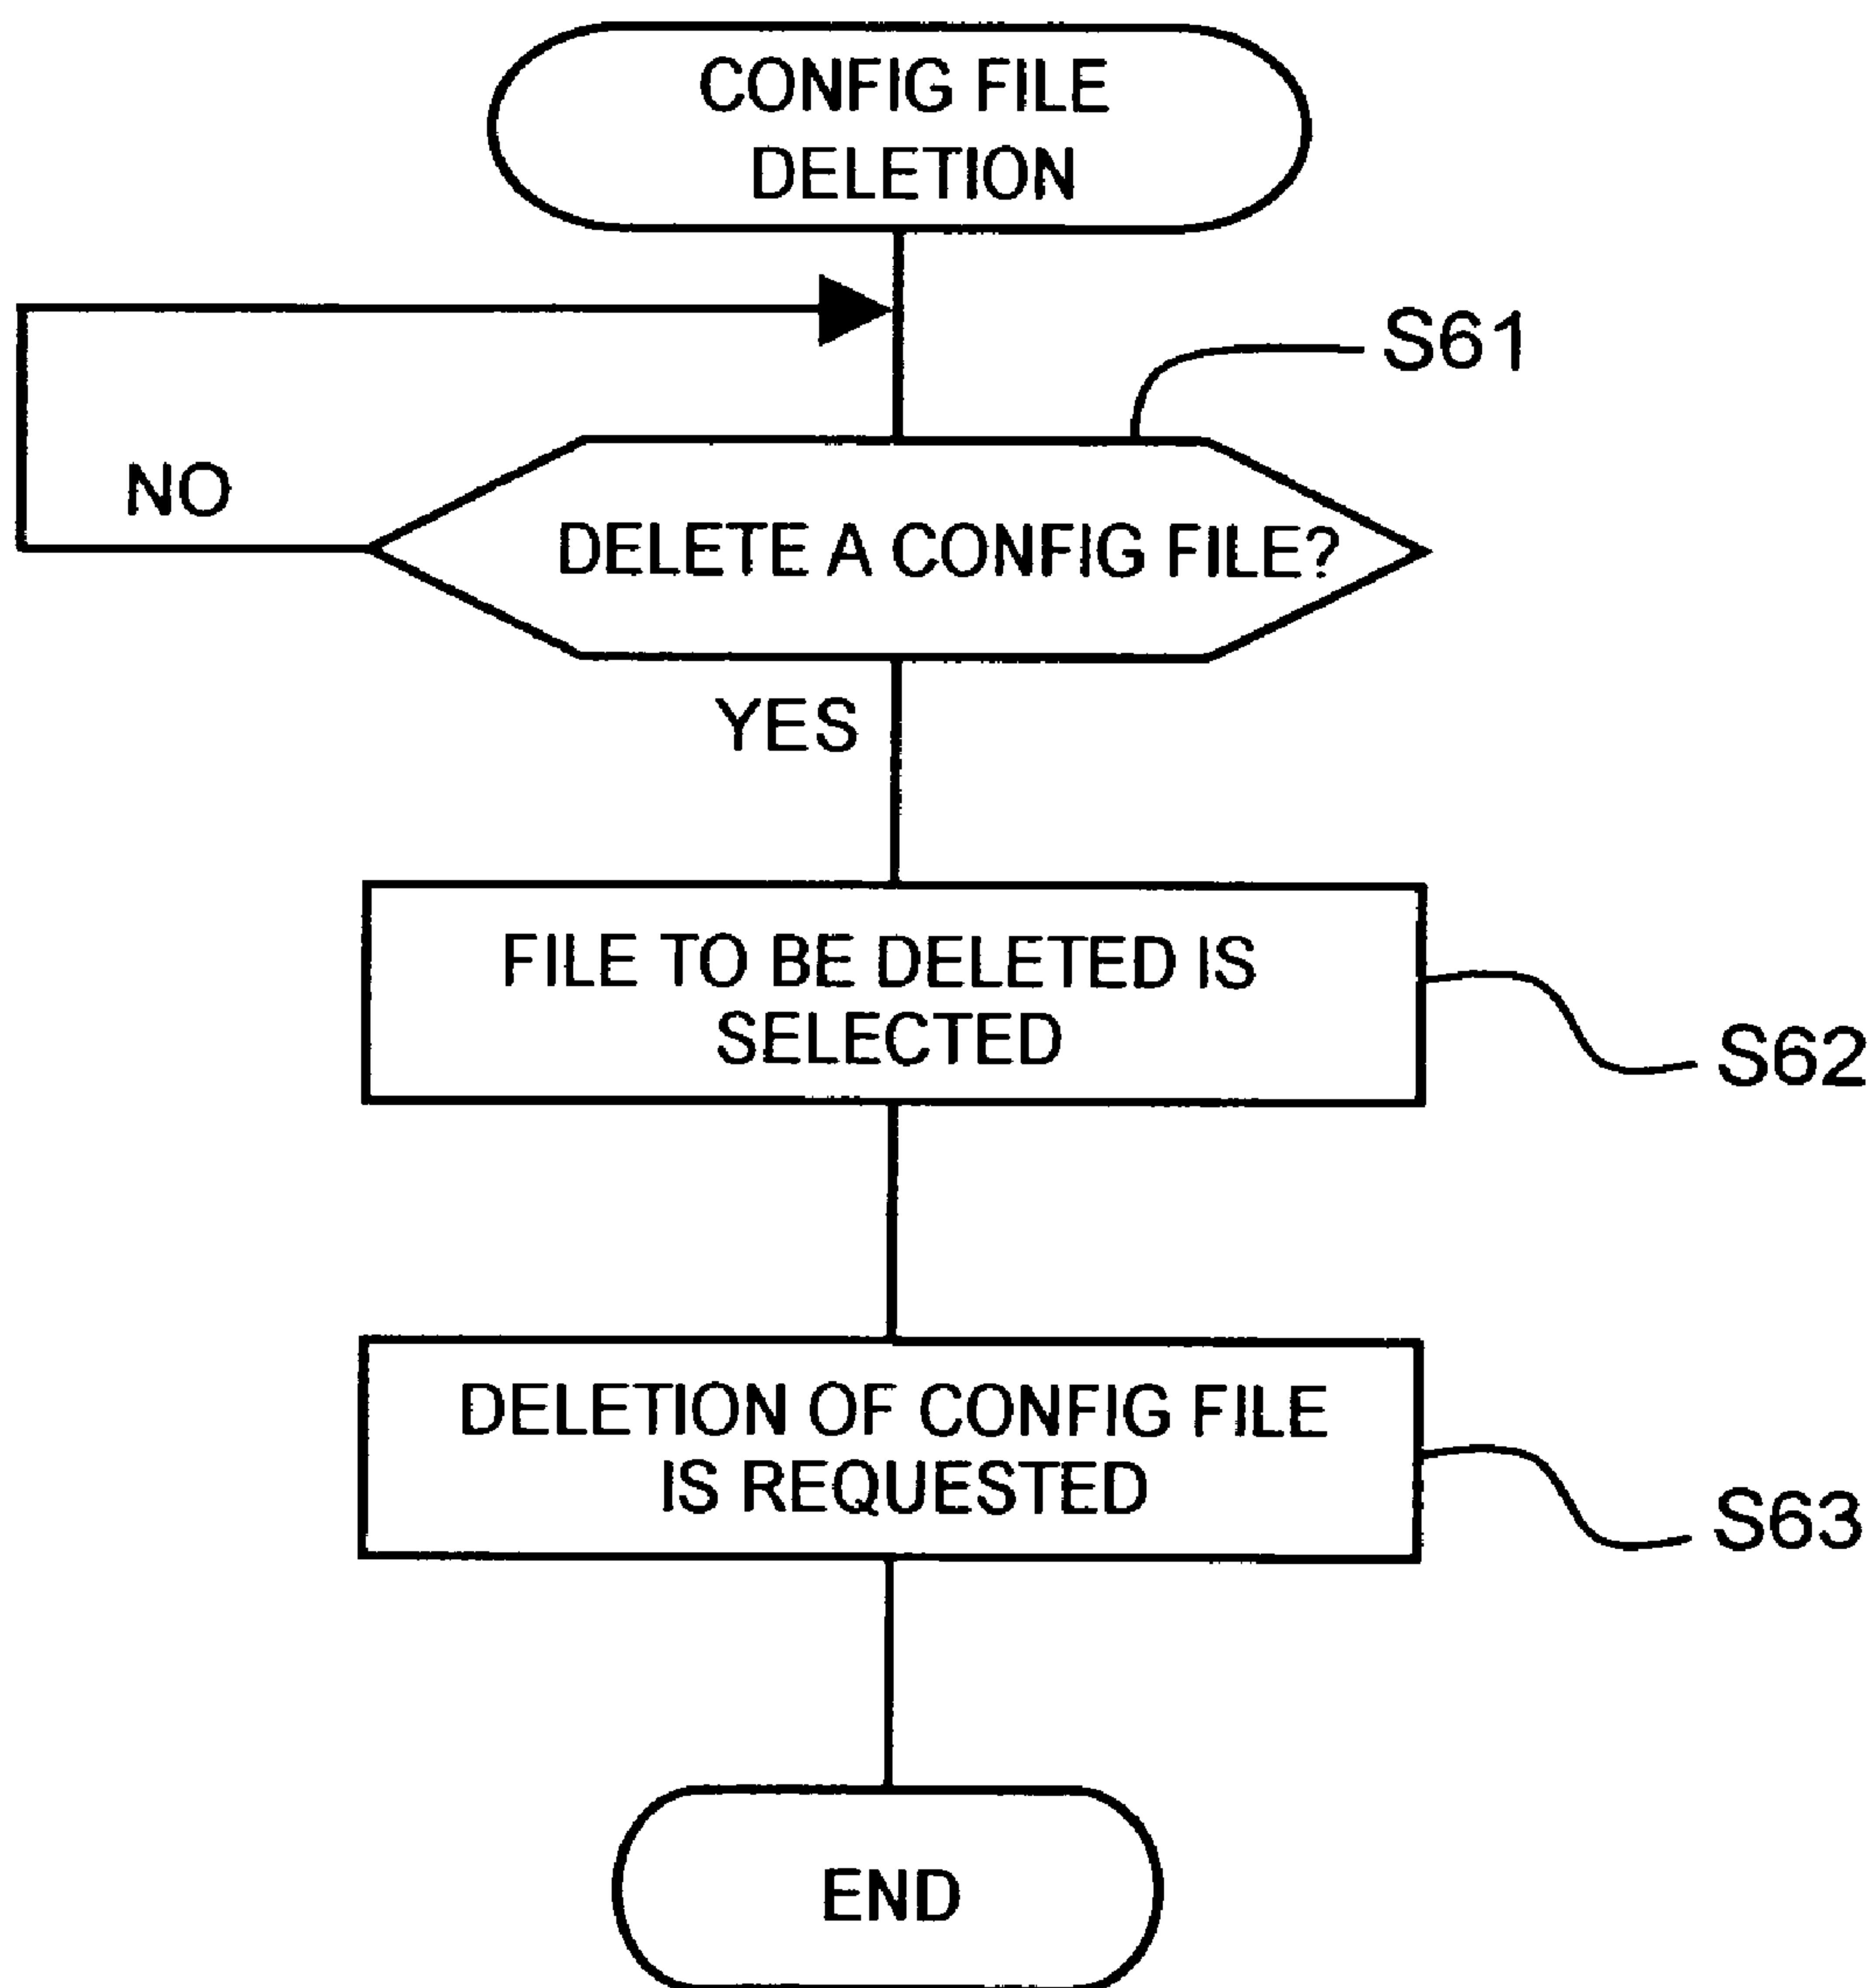 CONFIG FILE
DELETION
S61
NO
DELETE A CONFIG FILE?
YES
FILE TO BE DELETED IS
SELECTED
S62
DELETION OF CONFIG FILE
IS REQUESTED
S63
END